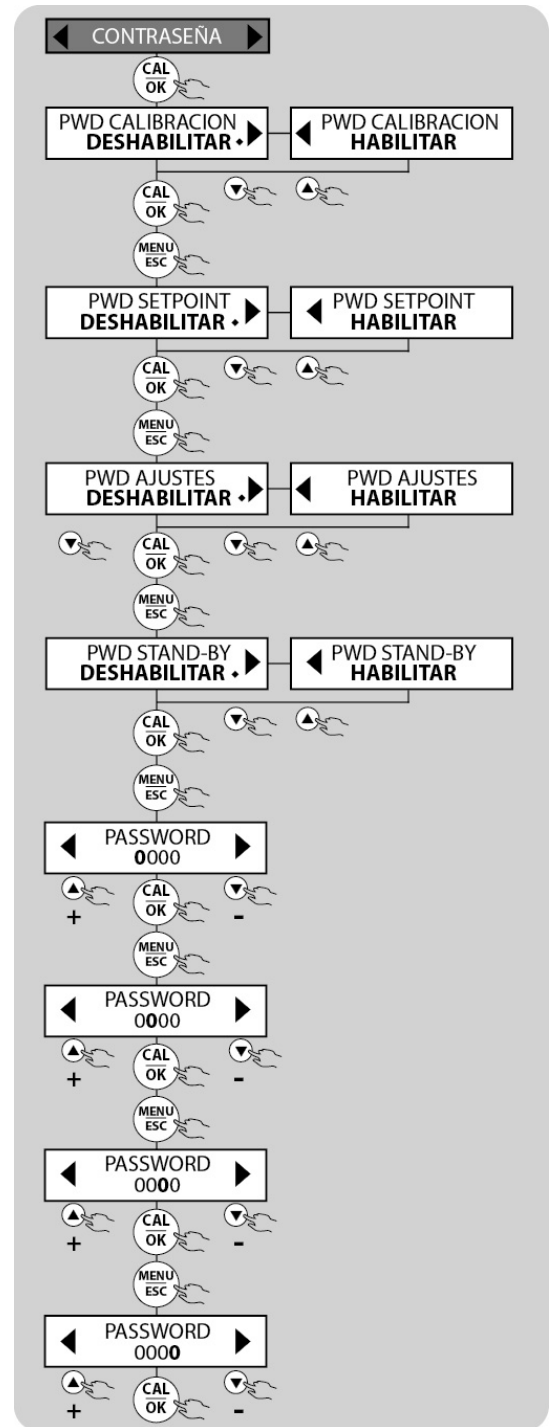 CONTRASEÑA
CAL
OK
PWD CALIBRACION
DESHABILITAR
PWD CALIBRACION
HABILITAR
CAL
OK
MENU
ESC
PWD SETPOINT
DESHABILITAR
PWD SETPOINT
HABILITAR
CAL
OK
MENU
ESC
PWD AJUSTES
DESHABILITAR
PWD AJUSTES
HABILITAR
CAL
OK
MENU
ESC
PWD STAND-BY
DESHABILITAR
PWD STAND-BY
HABILITAR
CAL
OK
MENU
ESC
PASSWORD
0000
CAL
OK
+ -
MENU
ESC
PASSWORD
0000
CAL
OK
+ -
MENU
ESC
PASSWORD
0000
CAL
OK
+ -
MENU
ESC
PASSWORD
0000
CAL
OK
+ -